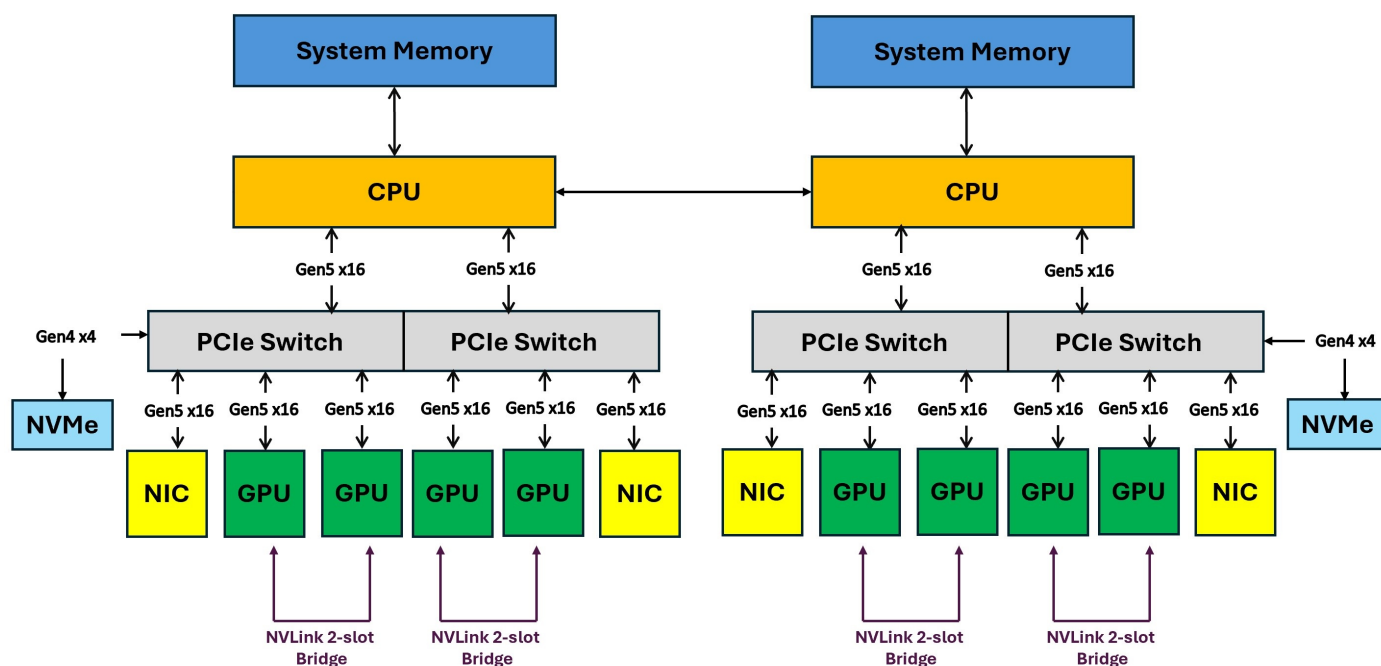 System Memory
System Memory
CPU
CPU
Gen5 x16
Gen5 x16
Gen5 x16
Gen5 x16
Gen4 x4
PCIe Switch
PCIe Switch
PCIe Switch
PCIe Switch
Gen4 x4
NVMe
Gen5 x16
Gen5 x16
Gen5 x16
Gen5 x16
Gen5 x16
Gen5 x16
Gen5 x16
Gen5 x16
Gen5 x16
Gen5 x16
Gen5 x16
Gen5 x16
NVMe
NIC
GPU
GPU
GPU
GPU
NIC
NIC
GPU
GPU
GPU
GPU
NIC
NVLink 2-slot
Bridge
NVLink 2-slot
Bridge
NVLink 2-slot
Bridge
NVLink 2-slot
Bridge